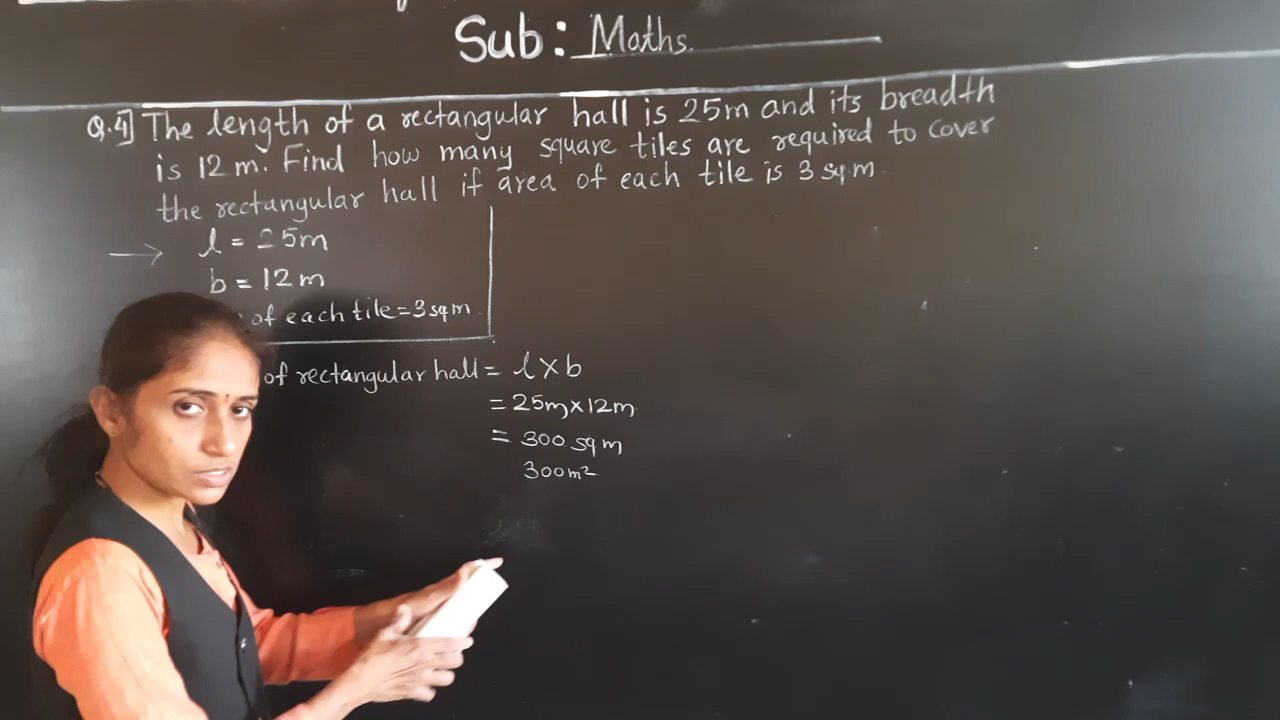 Sub: Maths.
Q.4] The length of a rectangular hall is 25m and its breadth
is 12 m. Find how many square tiles are required to cover
the rectangular hall if area of each tile is 3 sq.m.
→ l = 25m
b = 12 m
of each tile = 3 sq m.
of rectangular hall = l × b
= 25m × 12m
= 300 sq m
300m²